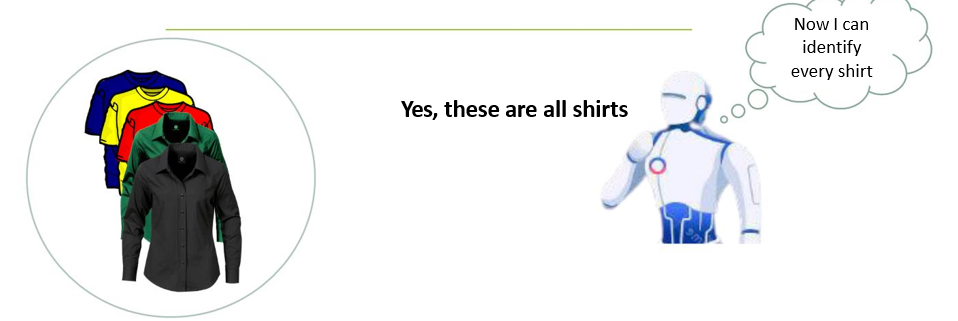 Now I can
identify
every shirt
Yes, these are all shirts